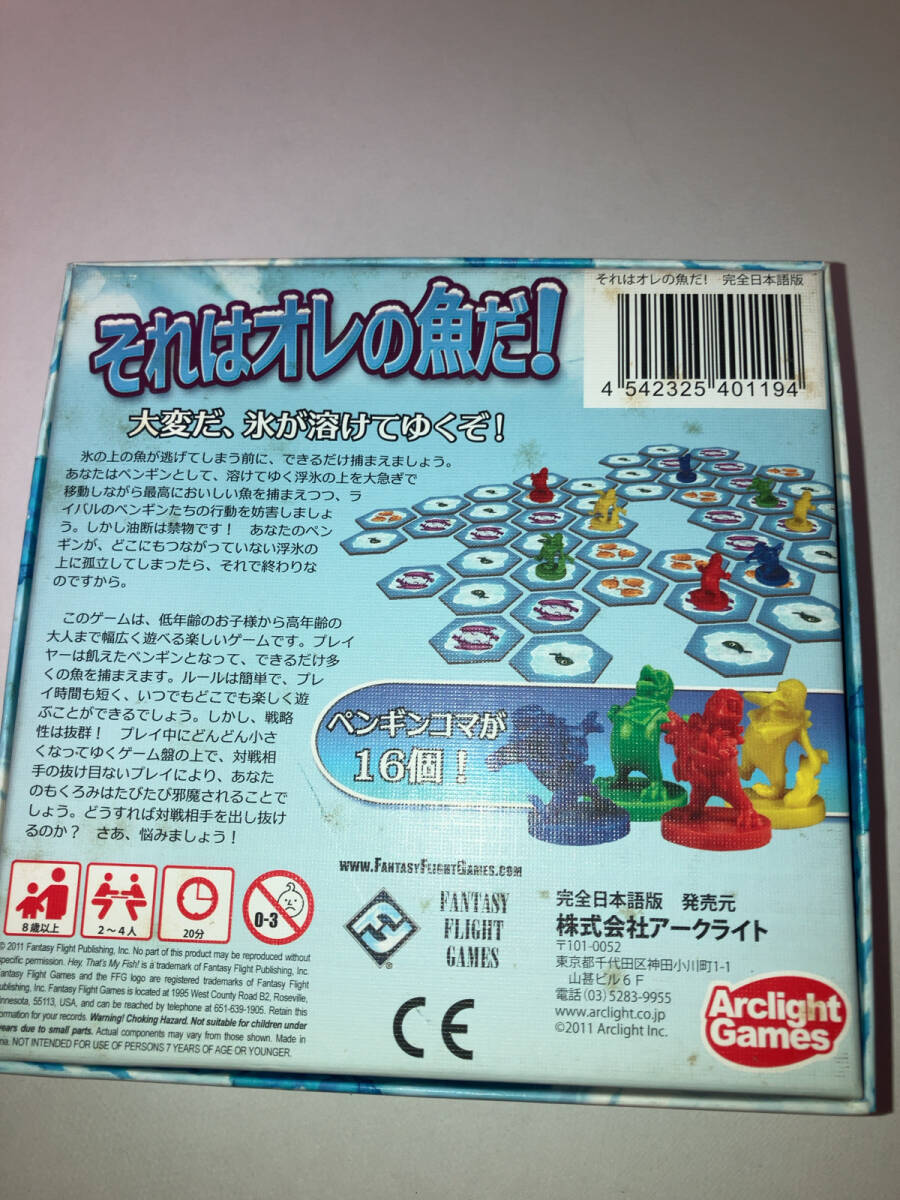 それはオレの魚だ!
それはオレの魚だ! 完全日本語版
4 542325 401194
大変だ、氷が溶けてゆくぞ!
氷の上の魚が逃げてしまう前に、できるだけ捕まえましょう。
あなたはペンギンとして、溶けてゆく浮氷の上を大急ぎで
移動しながら最高においしい魚を捕まえつつ、ラ
イバルのペンギンたちの行動を妨害しましょ
う。しかし油断は禁物です! あなたのペン
ギンが、どこにもつながっていない浮氷の
上に孤立してしまったら、それで終わりな
のですから。
このゲームは、低年齢のお子様から高年齢の
大人まで幅広く遊べる楽しいゲームです。プレイ
ヤーは飢えたペンギンとなって、できるだけ多
くの魚を捕まえます。ルールは簡単で、プレ
イ時間も短く、いつでもどこでも楽しく遊
ぶことができるでしょう。しかし、戦略
性は抜群! プレイ中にどんどん小さ
くなってゆくゲーム盤の上で、対戦相
手の抜け目ないプレイにより、あなた
のもくろみはたびたび邪魔されることで
しょう。どうすれば対戦相手を出し抜け
るのか? さあ、悩みましょう!
ペンギンコマが
16個!
8歳以上
2〜4人
20分
0-3
WWW.FANTASYFLIGHTGAMES.COM
FANTASY
FLIGHT
GAMES
完全日本語版 発売元
株式会社アークライト
〒101-0052
東京都千代田区神田小川町1-1
山甚ビル6F
電話 (03) 5283-9955
www.arclight.co.jp
©2011 Arclight Inc.
Arclight
Games
© 2011 Fantasy Flight Publishing, Inc. No part of this product may be reproduced without
specific permission. Hey, That's My Fish! is a trademark of Fantasy Flight Publishing, Inc.
Fantasy Flight Games and the FFG logo are registered trademarks of Fantasy Flight
Publishing, Inc. Fantasy Flight Games is located at 1995 West County Road B2, Roseville,
Minnesota, 55113, USA, and can be reached by telephone at 651-639-1905. Retain this
information for your records. Warning! Choking Hazard. Not suitable for children under
years due to small parts. Actual components may vary from those shown. Made in
na. NOT INTENDED FOR USE OF PERSONS 7 YEARS OF AGE OR YOUNGER.
CE